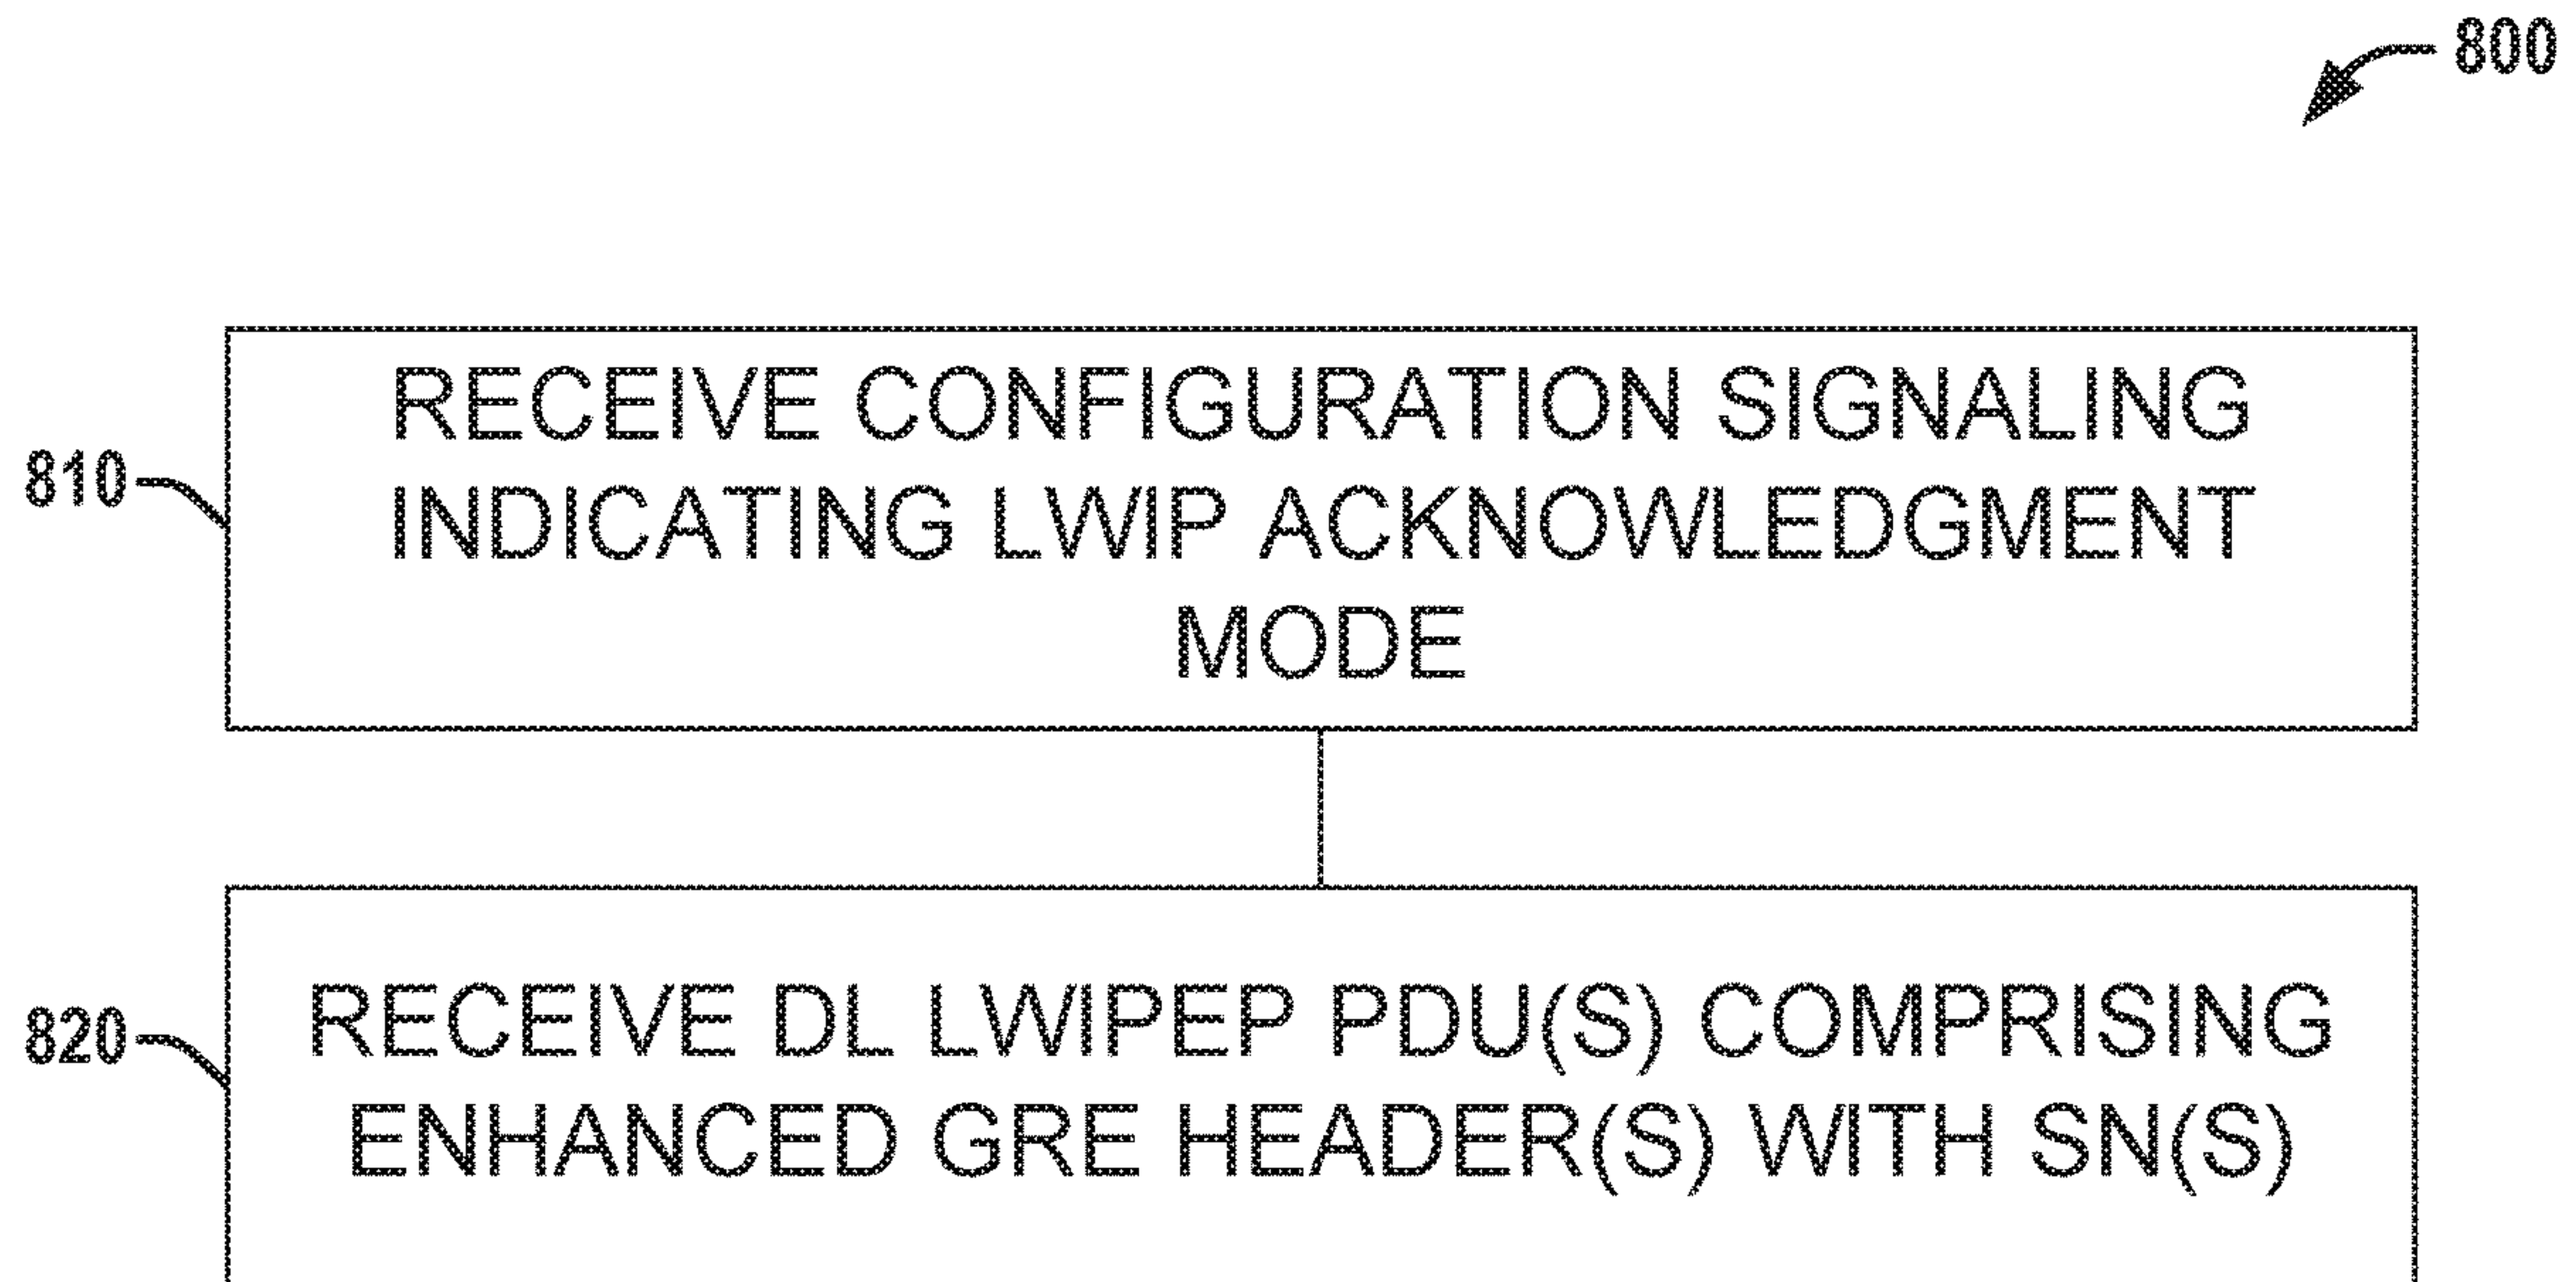 800
RECEIVE CONFIGURATION SIGNALING
810
INDICATING LWIP ACKNOWLEDGMENT
MODE
RECEIVE DL LWIPEP PDU(S) COMPRISING
820
ENHANCED GRE HEADER(S) WITH SN(S)